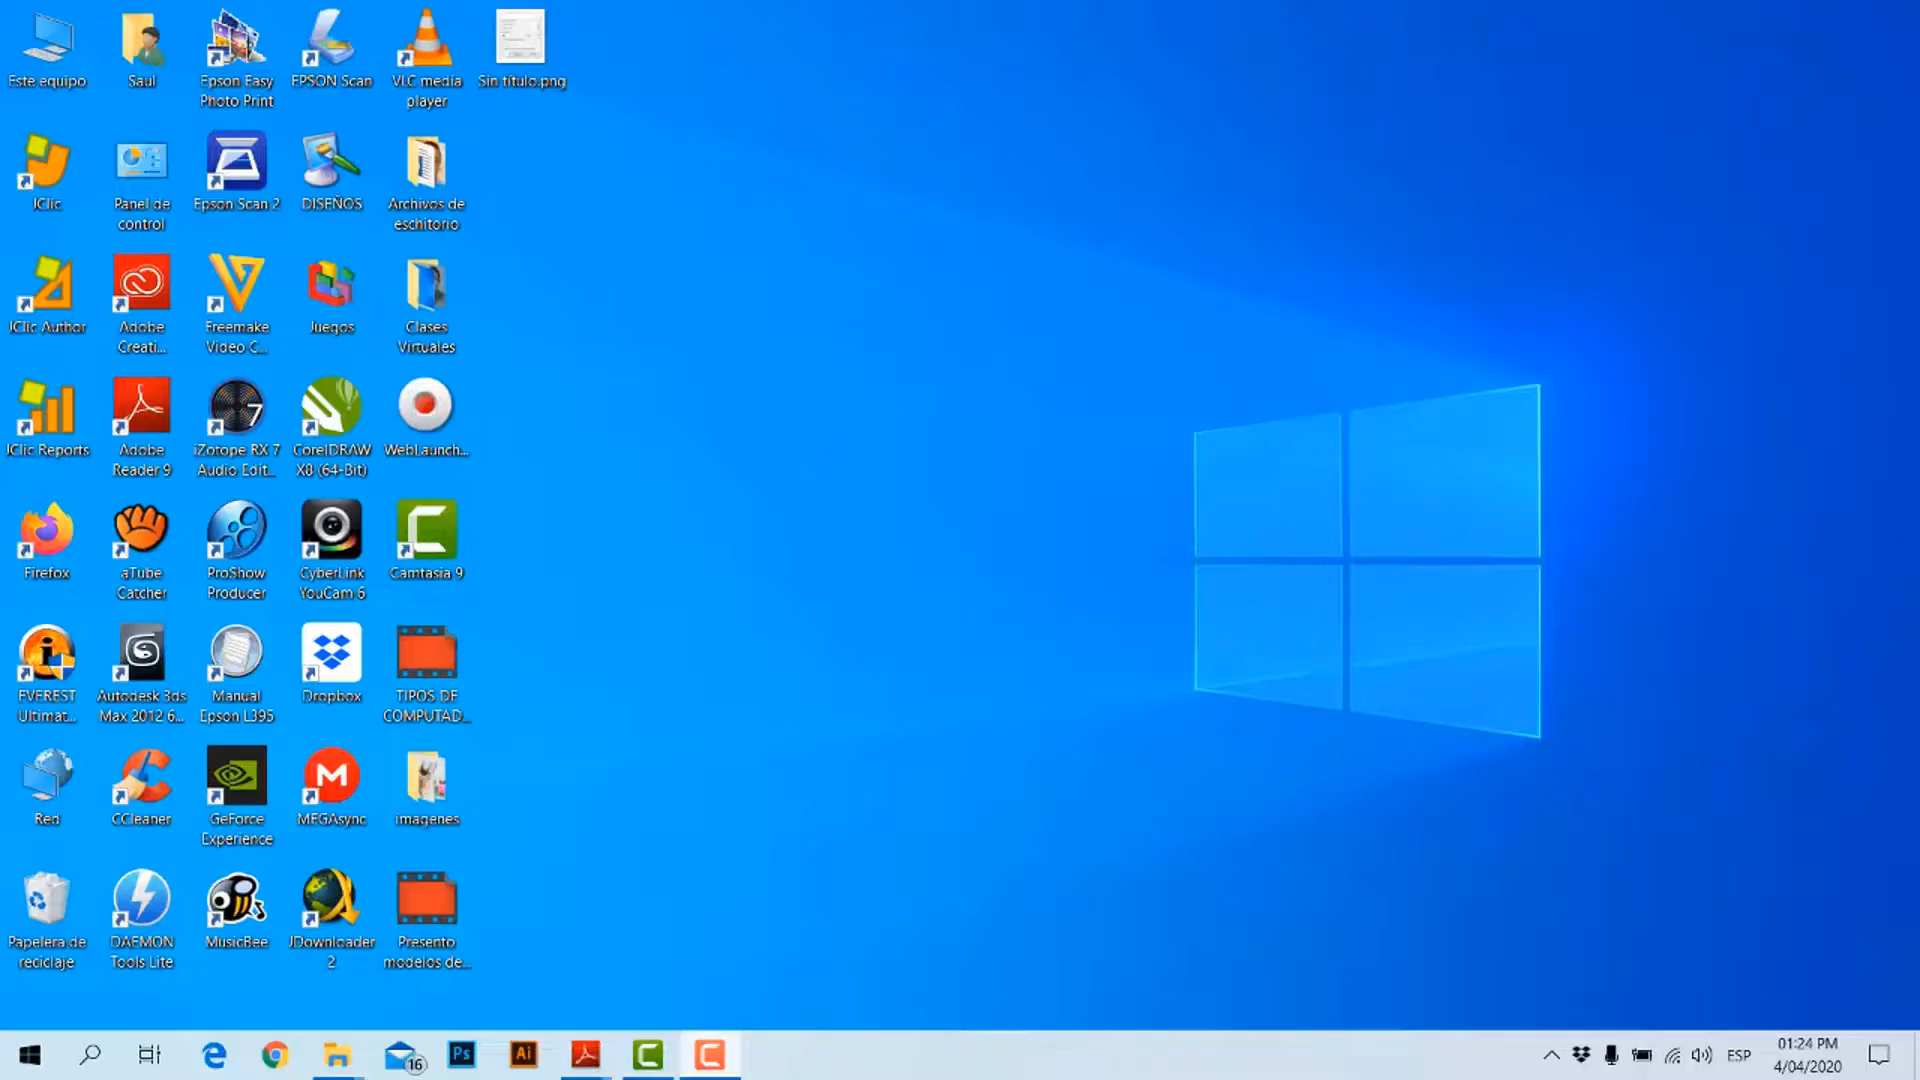 Este equipo
Saul
Epson Easy
Photo Print
EPSON Scan
VLC media
player
Sin título.png
JClic
Panel de
control
Epson Scan 2
DISEÑOS
Archivos de
escritorio
JClic Author
Adobe
Creati...
Freemake
Video C...
Juegos
Clases
Virtuales
JClic Reports
Adobe
Reader 9
7
iZotope RX 7
Audio Edit...
CorelDRAW
X8 (64-Bit)
WebLaunch...
Firefox
aTube
Catcher
ProShow
Producer
CyberLink
YouCam 6
Camtasia 9
EVEREST
Ultimat...
Autodesk 3ds
Max 2012 6...
Manual
Epson L395
Dropbox
TIPOS DE
COMPUTAD...
Red
CCleaner
GeForce
Experience
MEGAsync
imagenes
Papelera de
reciclaje
DAEMON
Tools Lite
MusicBee
JDownloader
2
Presento
modelos de...
16
Ps
Ai
ESP
01:24 PM
4/04/2020